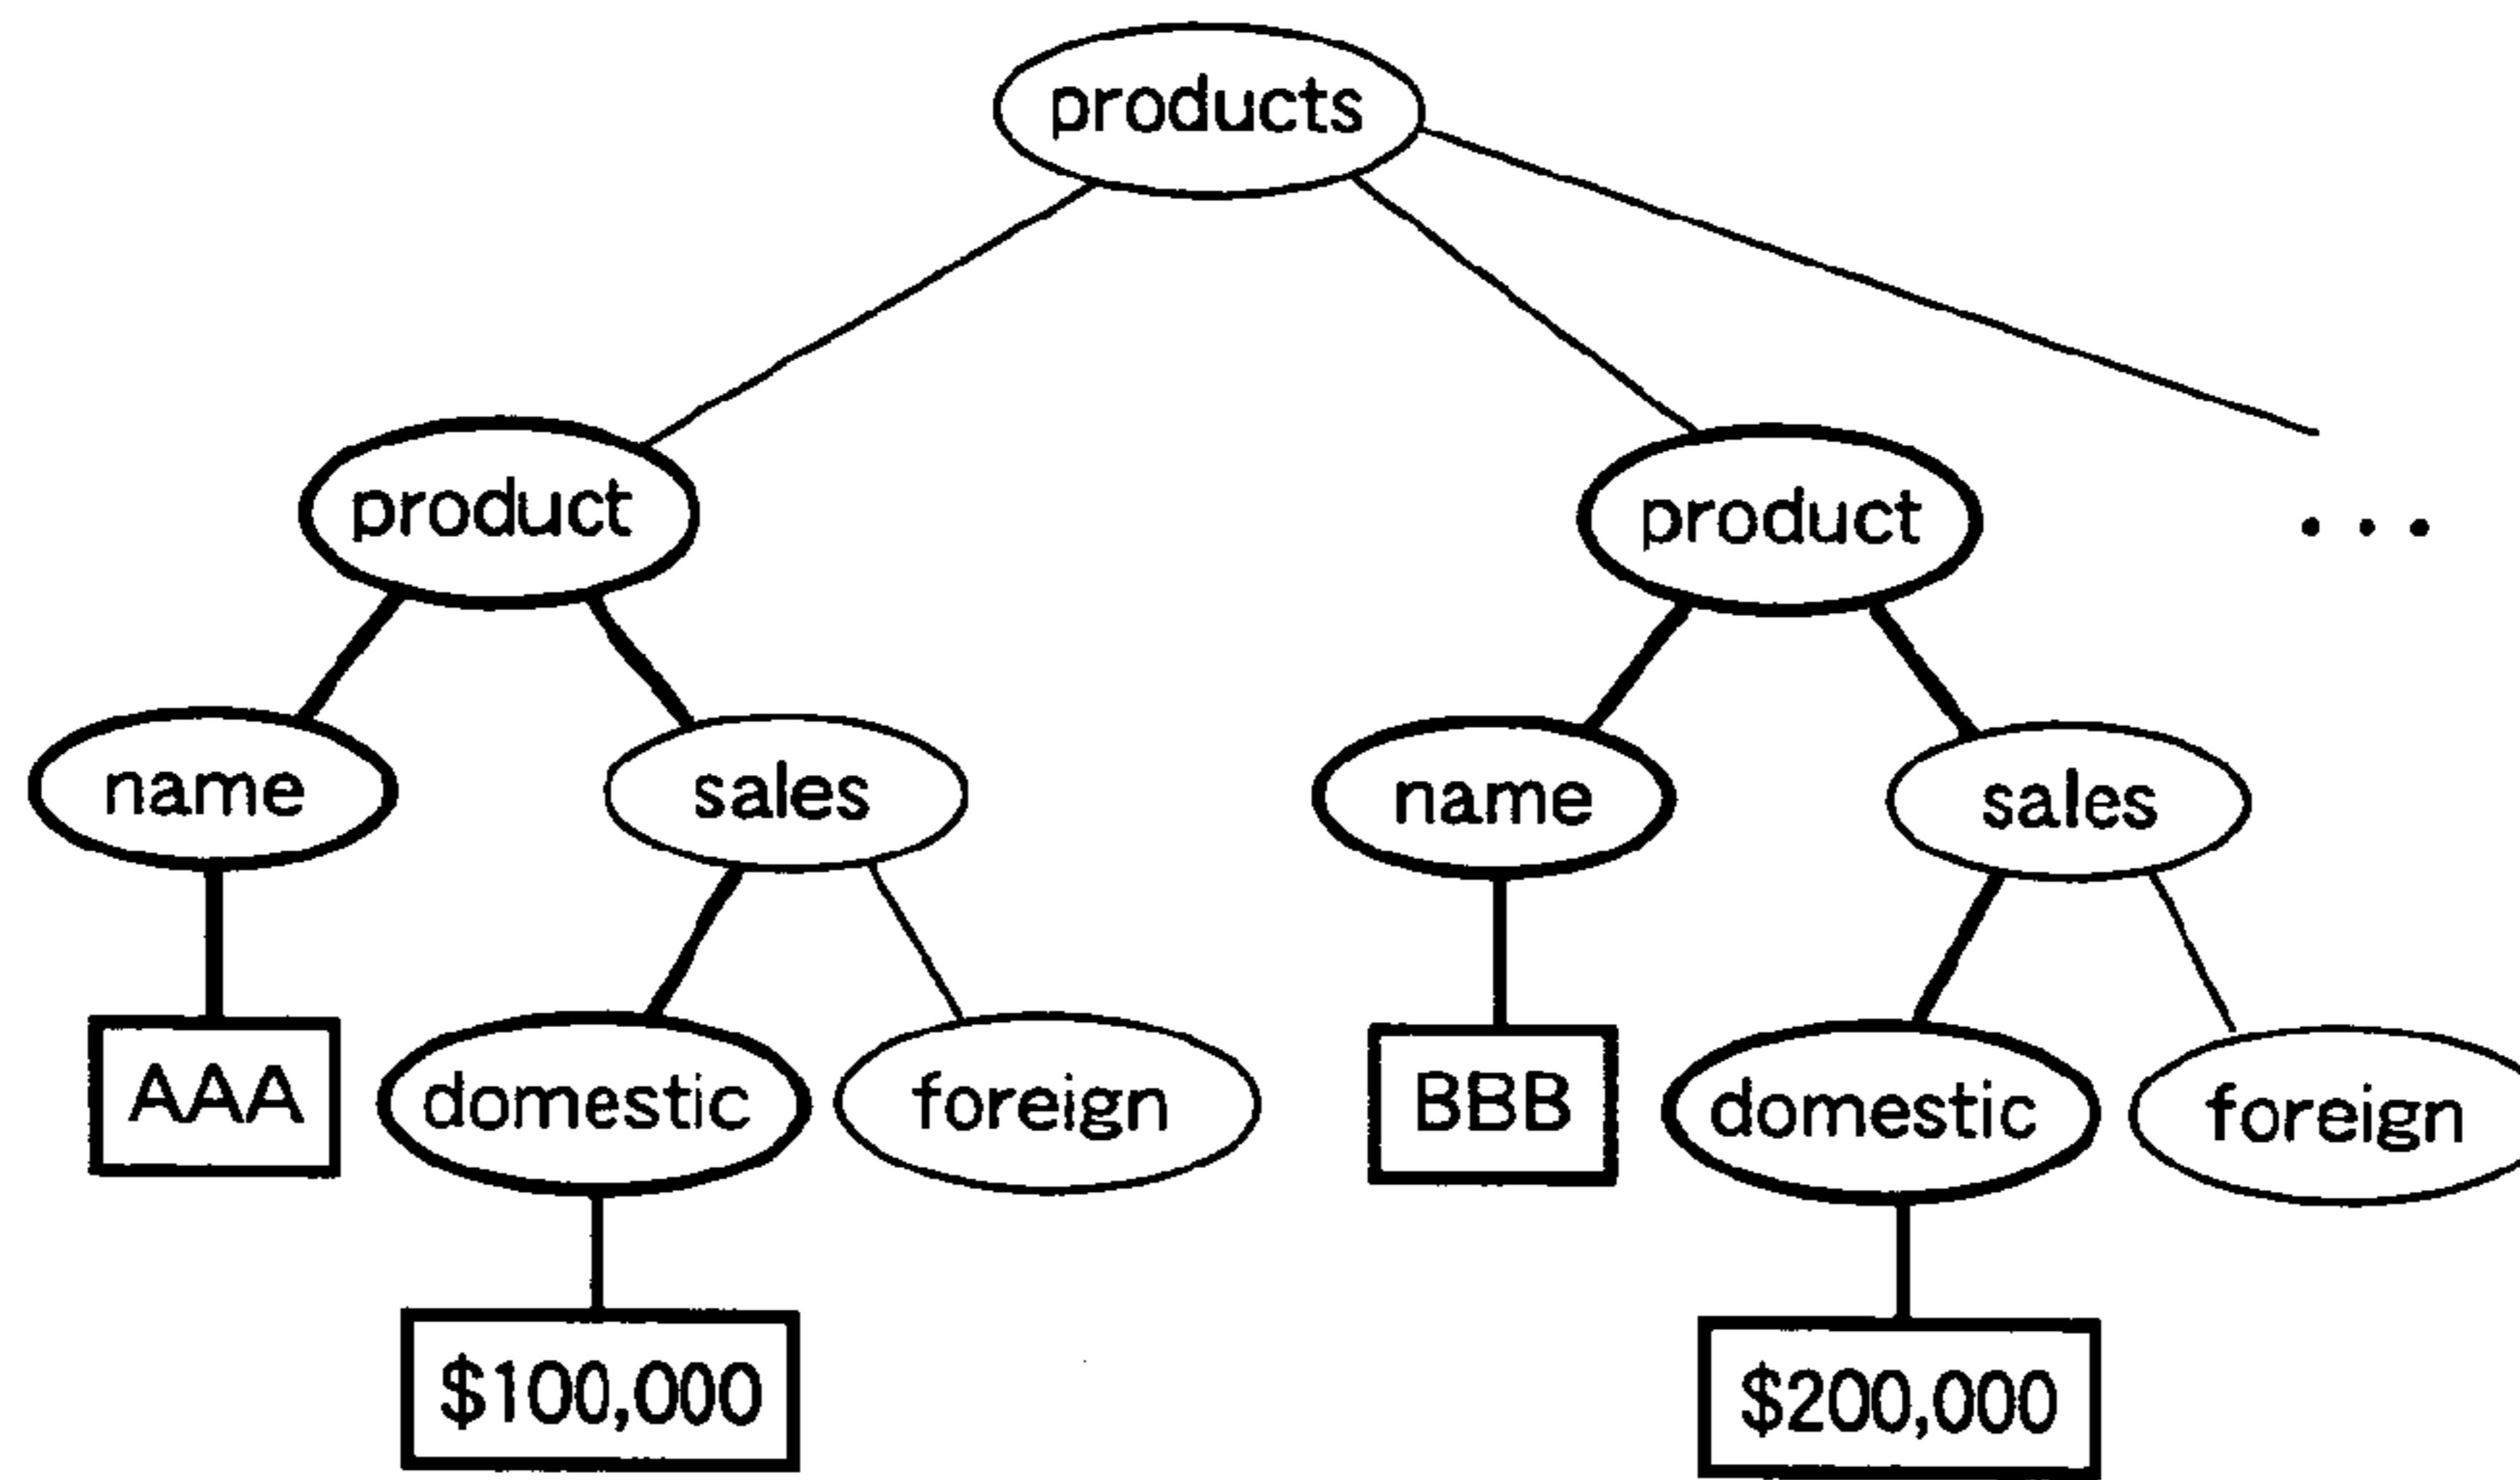 products
product
product
• • •
name
sales
name
sales
AAA
domestic
foreign
BBB
domestic
foreign
$100,000
$200,000